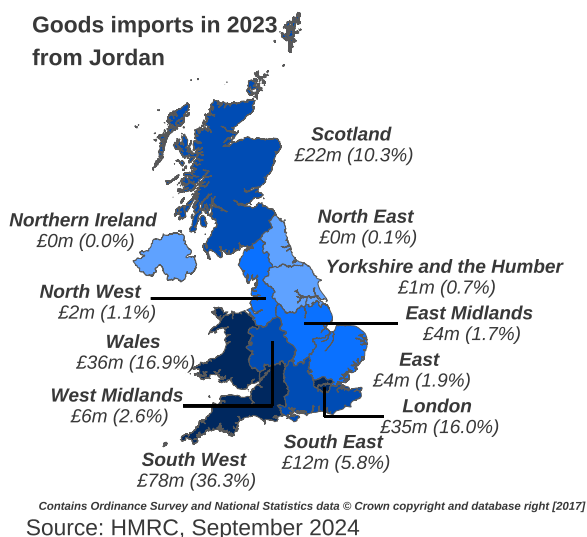 Goods imports in 2023
from Jordan
Scotland
£22m (10.3%)
Northern Ireland
£0m (0.0%)
North East
£0m (0.1%)
Yorkshire and the Humber
£1m (0.7%)
North West
£2m (1.1%)
East Midlands
£4m (1.7%)
Wales
£36m (16.9%)
East
£4m (1.9%)
West Midlands
£6m (2.6%)
London
£35m (16.0%)
South East
£12m (5.8%)
South West
£78m (36.3%)
Contains Ordinance Survey and National Statistics data © Crown copyright and database right [2017]
Source: HMRC, September 2024